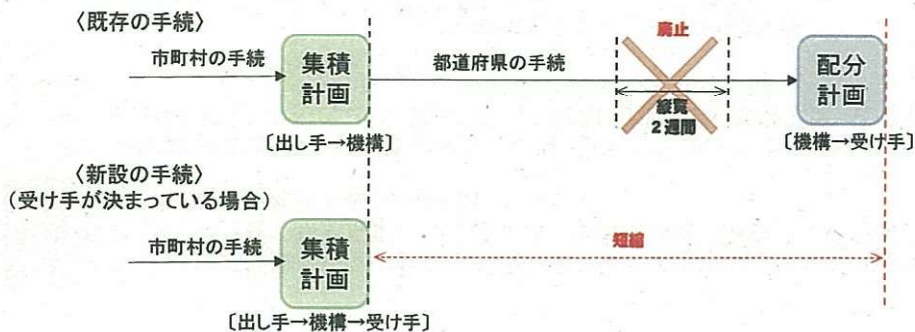 〈既存の手続〉
市町村の手続
集積
計画
〔出し手→機構〕
都道府県の手続
廃止
縦覧
2週間
配分
計画
〔機構→受け手〕
〈新設の手続〉
（受け手が決まっている場合）
市町村の手続
集積
計画
〔出し手→機構→受け手〕
短縮